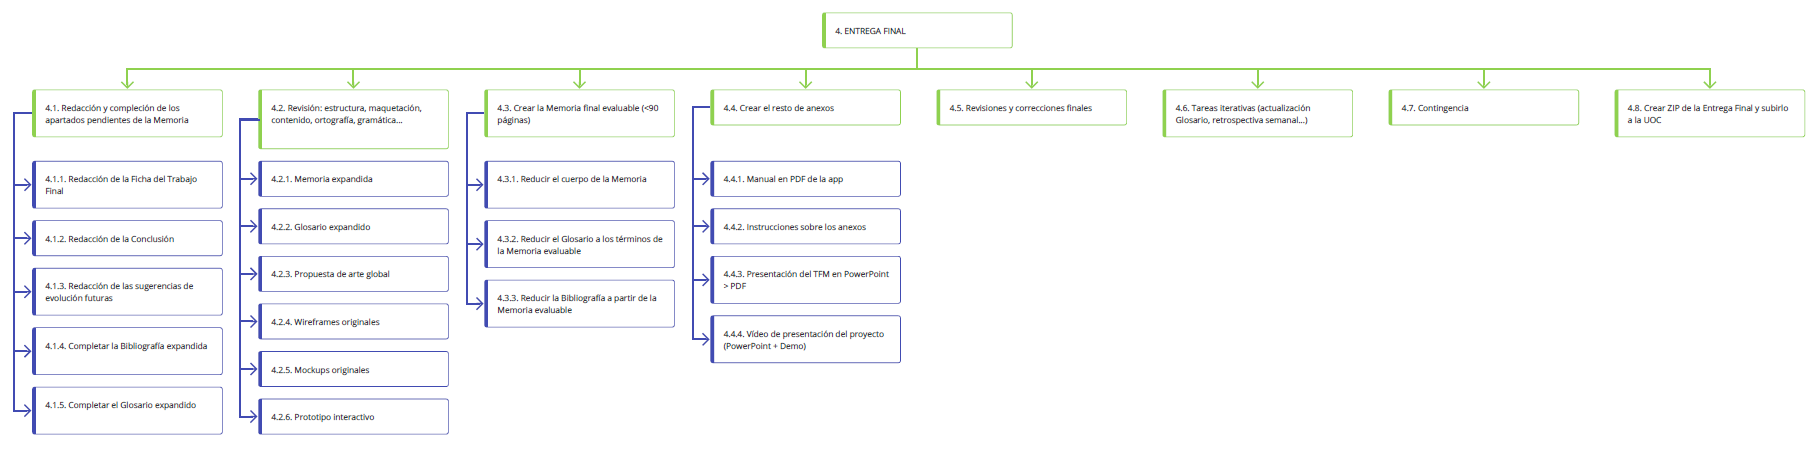 4. ENTREGA FINAL
4.1. Redacción y compleción de los
apartados pendientes de la Memoria
4.1.1. Redacción de la Ficha del Trabajo
Final
4.1.2. Redacción de la Conclusión
4.1.3. Redacción de las sugerencias de
evolución futuras
4.1.4. Completar la Bibliografía expandida
4.1.5. Completar el Glosario expandido
4.2. Revisión: estructura, maquetación,
contenido, ortografía, gramática...
4.2.1. Memoria expandida
4.2.2. Glosario expandido
4.2.3. Propuesta de arte global
4.2.4. Wireframes originales
4.2.5. Mockups originales
4.2.6. Prototipo interactivo
4.3. Crear la Memoria final evaluable (<90
páginas)
4.3.1. Reducir el cuerpo de la Memoria
4.3.2. Reducir el Glosario a los términos de
la Memoria evaluable
4.3.3. Reducir la Bibliografía a partir de la
Memoria evaluable
4.4. Crear el resto de anexos
4.4.1. Manual en PDF de la app
4.4.2. Instrucciones sobre los anexos
4.4.3. Presentación del TFM en PowerPoint
> PDF
4.4.4. Vídeo de presentación del proyecto
(PowerPoint + Demo)
4.5. Revisiones y correcciones finales
4.6. Tareas iterativas (actualización
Glosario, retrospectiva semanal...)
4.7. Contingencia
4.8. Crear ZIP de la Entrega Final y subirlo
a la UOC